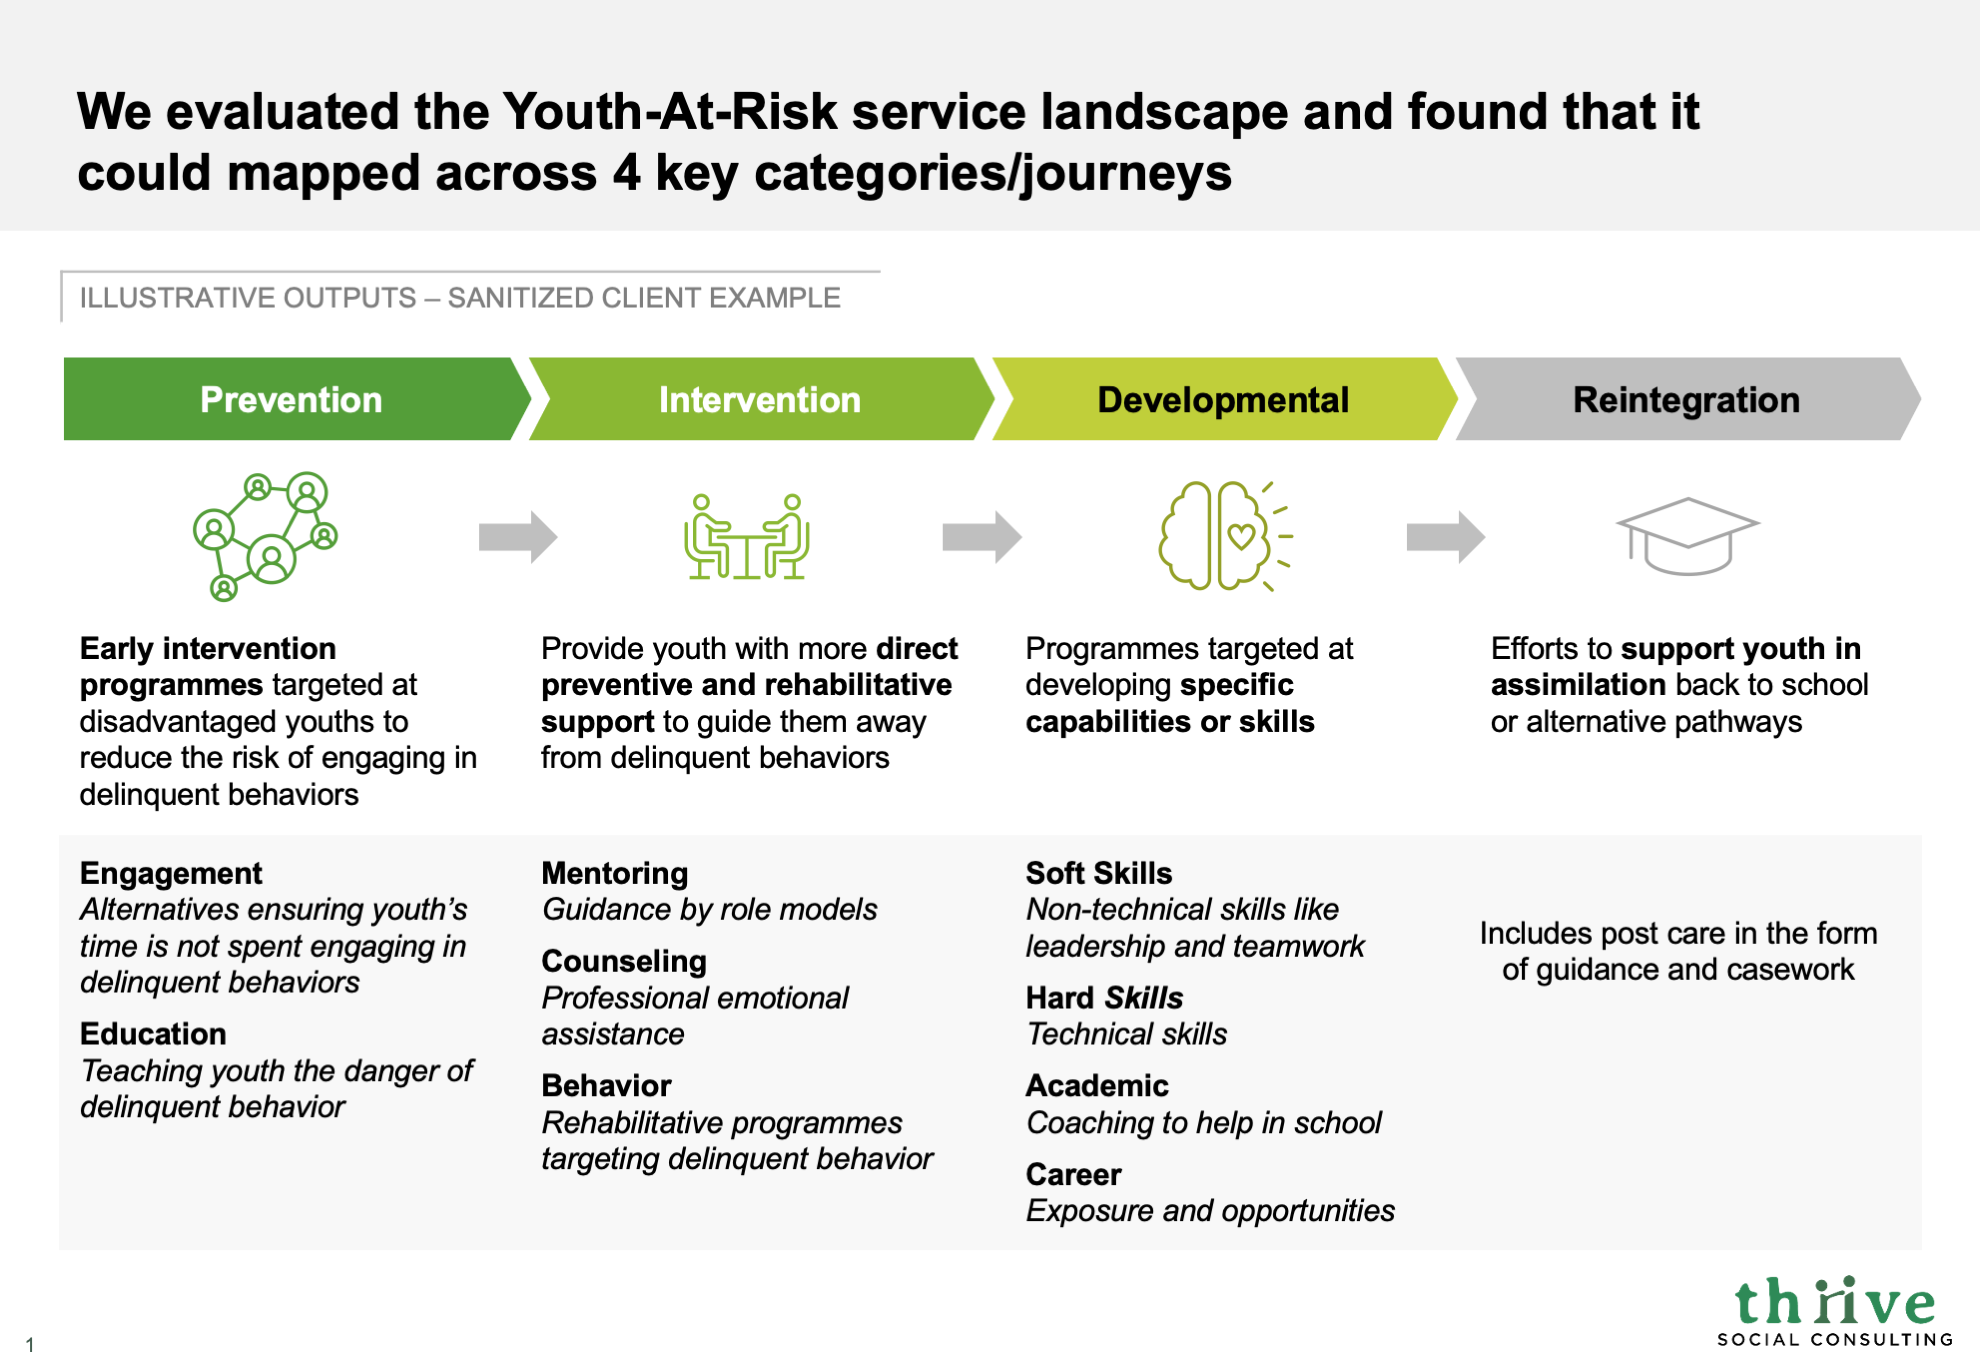 We evaluated the Youth-At-Risk service landscape and found that it
could mapped across 4 key categories/journeys
ILLUSTRATIVE OUTPUTS – SANITIZED CLIENT EXAMPLE
Prevention
Intervention
Developmental
Reintegration
Early intervention
programmes targeted at
disadvantaged youths to
reduce the risk of engaging in
delinquent behaviors
Provide youth with more direct
preventive and rehabilitative
support to guide them away
from delinquent behaviors
Programmes targeted at
developing specific
capabilities or skills
Efforts to support youth in
assimilation back to school
or alternative pathways
Engagement
Alternatives ensuring youth’s
time is not spent engaging in
delinquent behaviors
Education
Teaching youth the danger of
delinquent behavior
Mentoring
Guidance by role models
Counseling
Professional emotional
assistance
Behavior
Rehabilitative programmes
targeting delinquent behavior
Soft Skills
Non-technical skills like
leadership and teamwork
Hard Skills
Technical skills
Academic
Coaching to help in school
Career
Exposure and opportunities
Includes post care in the form
of guidance and casework
thriive
SOCIAL CONSULTING
1